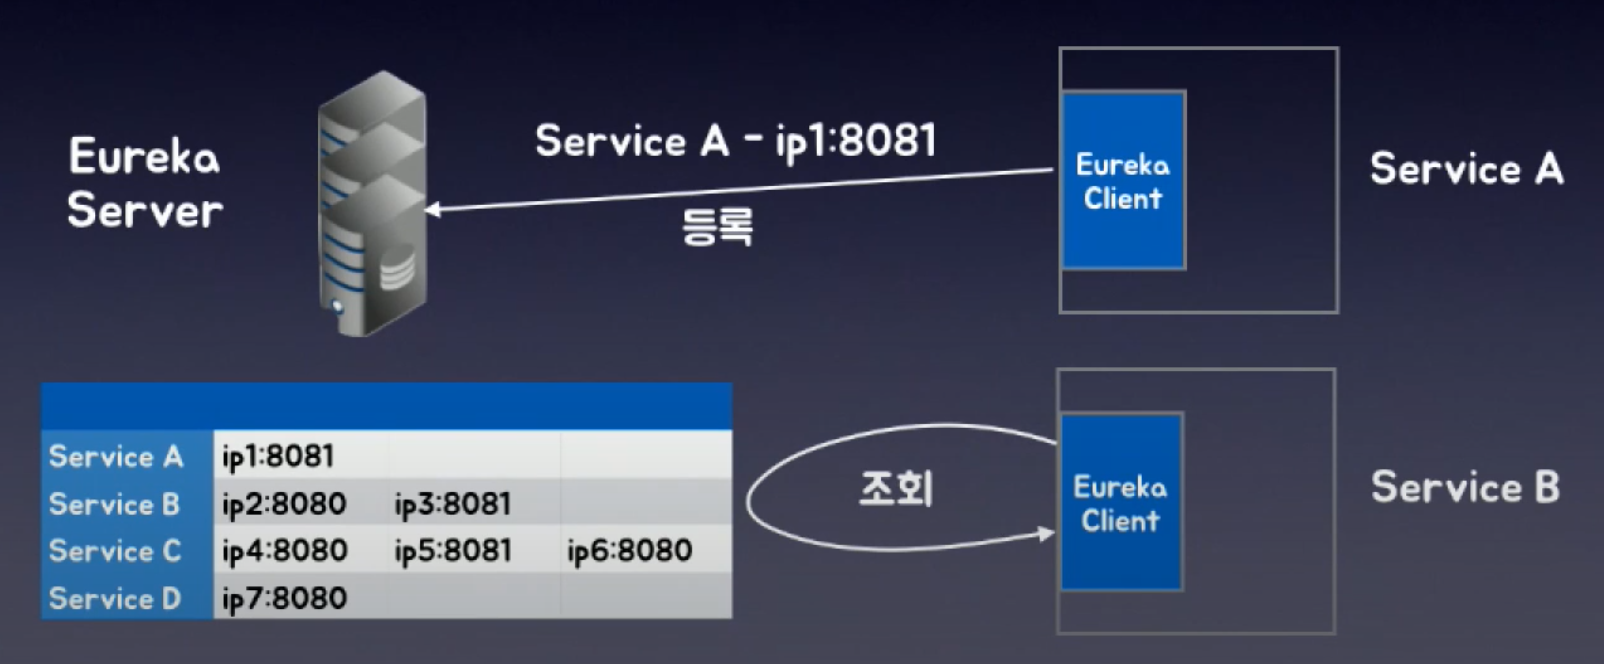 Eureka
Server
Service A - ip1:8081
등록
Eureka
Client
Service A
Service A ip1:8081
Service B ip2:8080 ip3:8081
Service C ip4:8080 ip5:8081 ip6:8080
Service D ip7:8080
조회
Eureka
Client
Service B